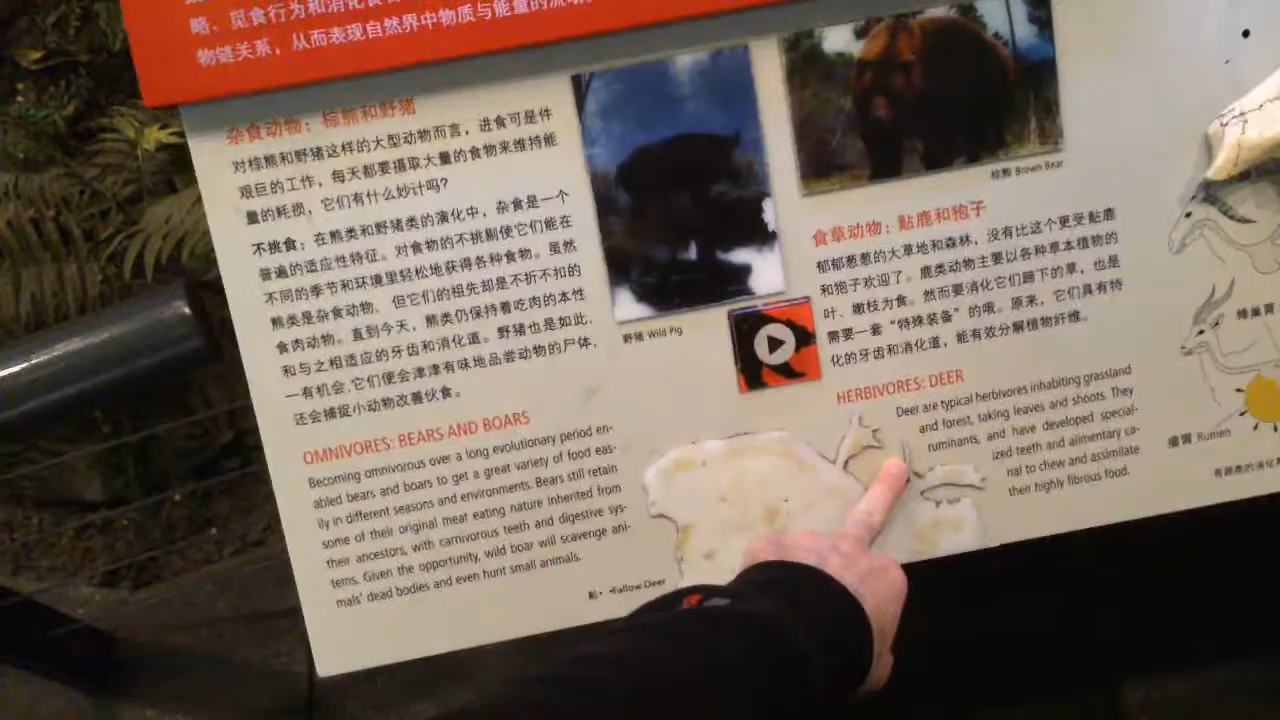 略、觅食行为和消化食
物链关系，从而表现自然界中物质与能量的流动。
杂食动物：棕熊和野猪
对棕熊和野猪这样的大型动物而言，进食可是件
艰巨的工作，每天都要摄取大量的食物来维持能
量的耗损，它们有什么妙计吗？
不挑食：在熊类和野猪类的演化中，杂食是一个
普遍的适应性特征。对食物的不挑剔使它们能在
不同的季节和环境里轻松地获得各种食物。虽然
熊类是杂食动物，但它们的祖先却是不折不扣的
食肉动物。直到今天，熊类仍保持着吃肉的本性
和与之相适应的牙齿和消化道。野猪也是如此，
一有机会，它们便会津津有味地品尝动物的尸体，
还会捕捉小动物改善伙食。
OMNIVORES: BEARS AND BOARS
Becoming omnivorous over a long evolutionary period en-
abled bears and boars to get a great variety of food eas-
ily in different seasons and environments. Bears still retain
some of their original meat eating nature inherited from
their ancestors, with carnivorous teeth and digestive sys-
tems. Given the opportunity, wild boar will scavenge ani-
mals' dead bodies and even hunt small animals.
野猪 Wild Pig
棕熊 Brown Bear
食草动物：黇鹿和狍子
郁郁葱葱的大草地和森林，没有比这个更受黇鹿
和狍子欢迎了。鹿类动物主要以各种草本植物的
叶、嫩枝为食。然而要消化它们蹄下的草，也是
需要一套“特殊装备”的哦。原来，它们具有特
化的牙齿和消化道，能有效分解植物纤维。
HERBIVORES: DEER
Deer are typical herbivores inhabiting grassland
and forest, taking leaves and shoots. They
ruminants, and have developed special-
ized teeth and alimentary ca-
nal to chew and assimilate
their highly fibrous food.
Fallow Deer
蜂巢胃
瘤胃 Rumen